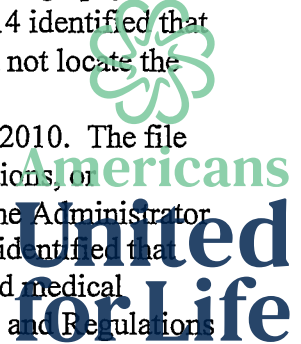 4 identified that
not locate the
2010. The file
Americans
ions, or
ne Administrator
United
identified that
d medical
for Life
and Regulations